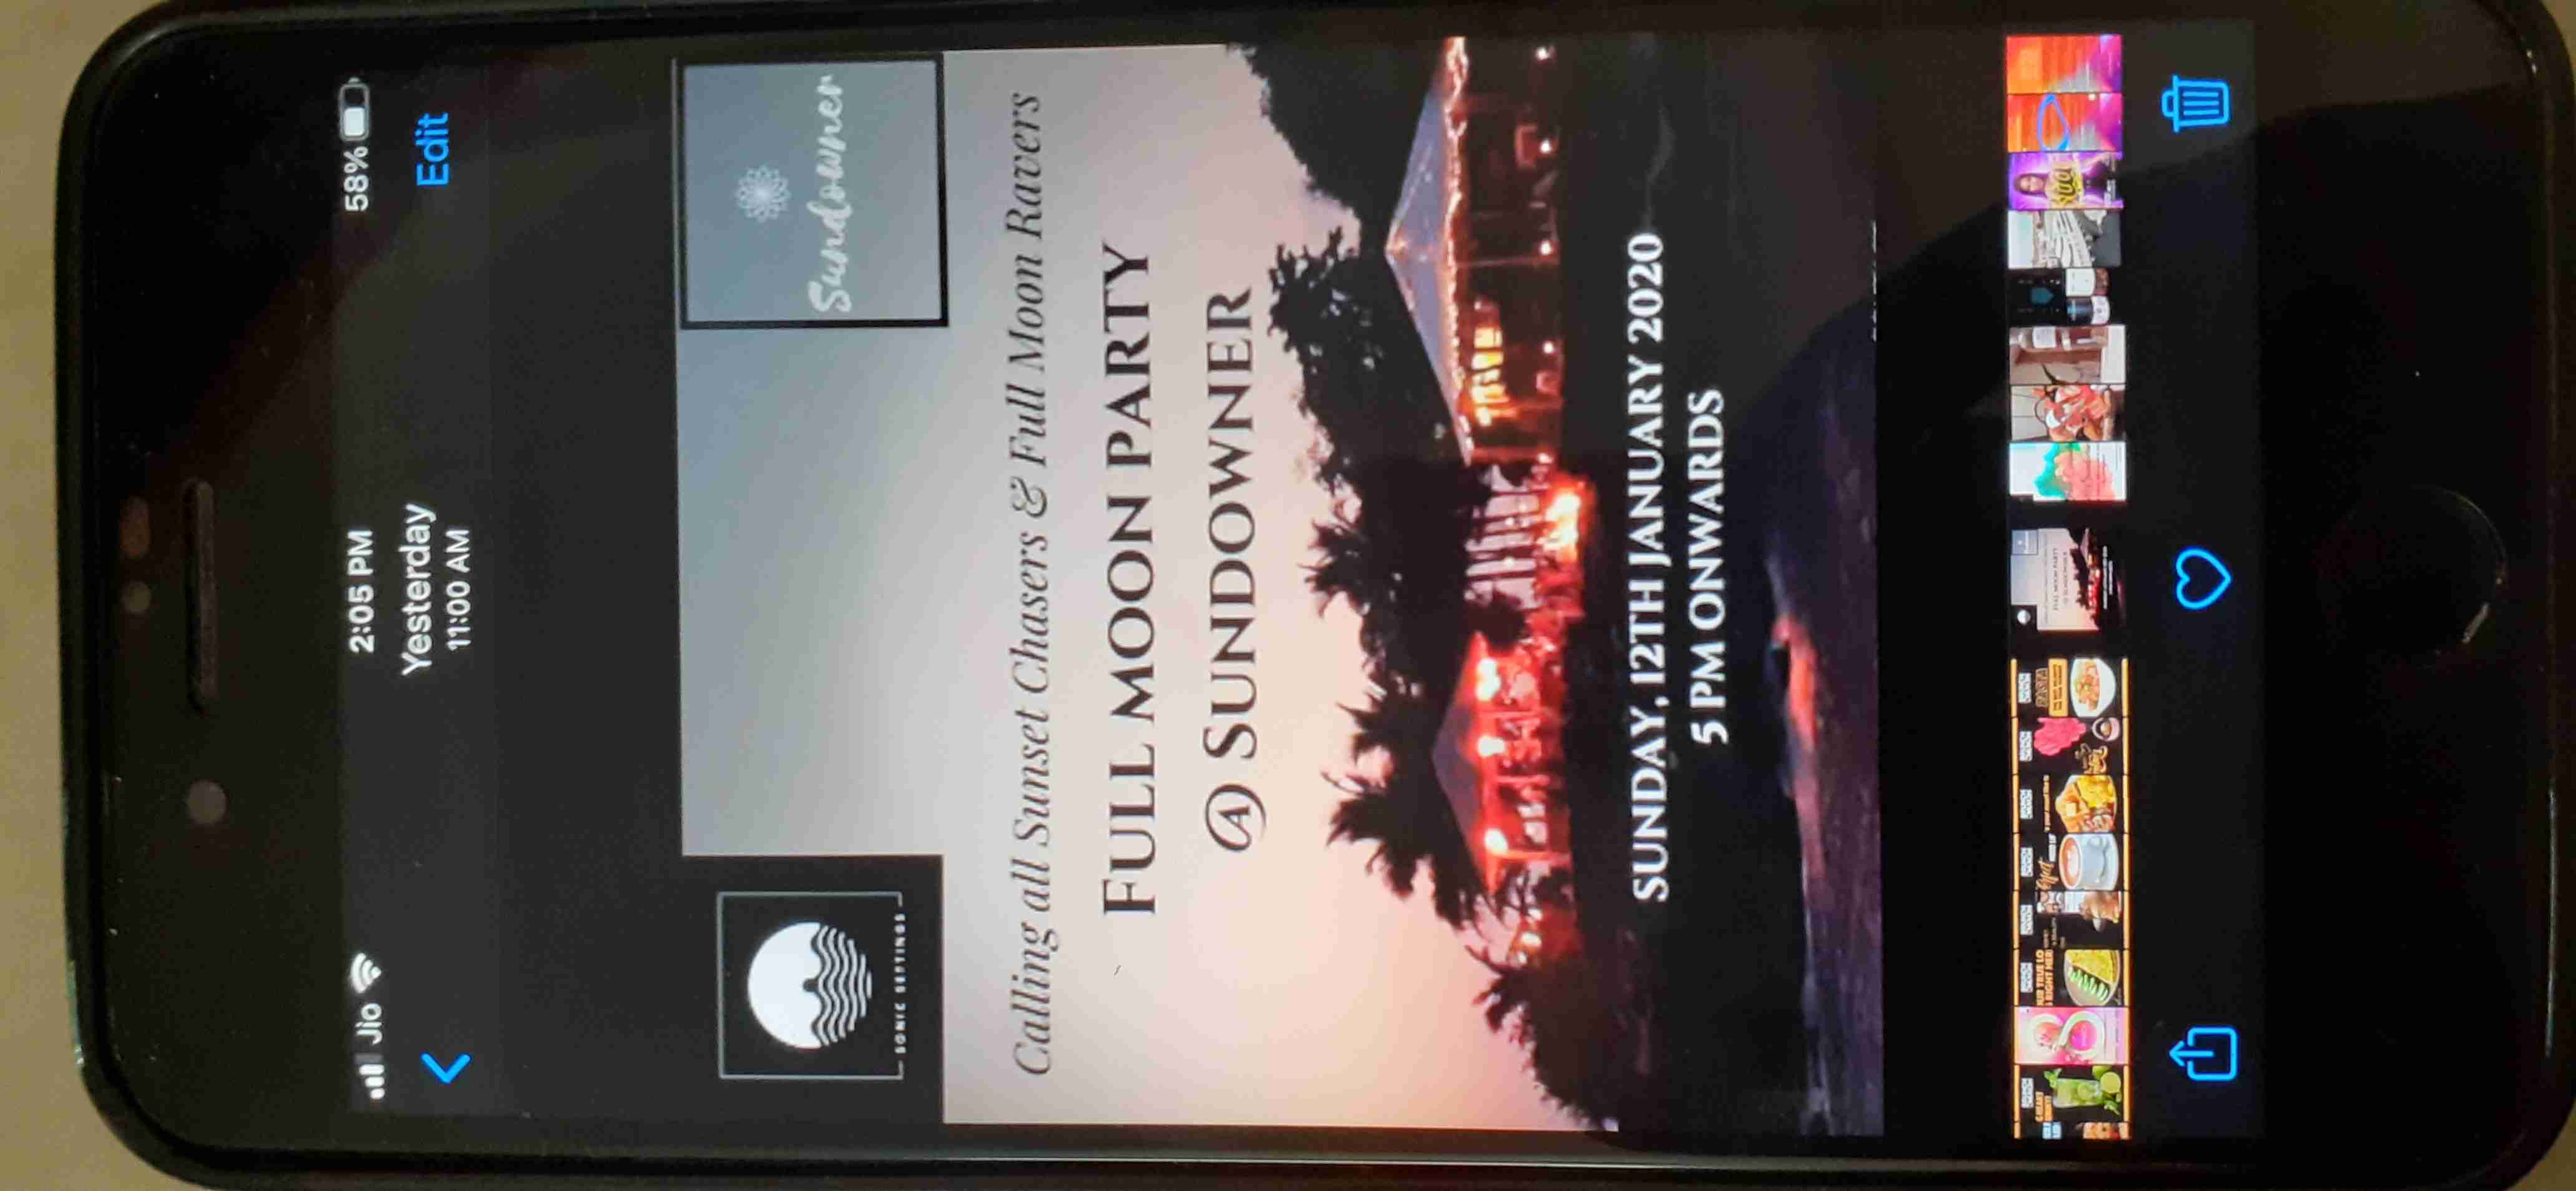 Jio
2:05 PM
58%
Yesterday
11:00 AM
Edit
SONIC SETTINGS
Sundowner
Calling all Sunset Chasers & Full Moon Ravers
FULL MOON PARTY
@ SUNDOWNER
SUNDAY, 12TH JANUARY 2020
5 PM ONWARDS